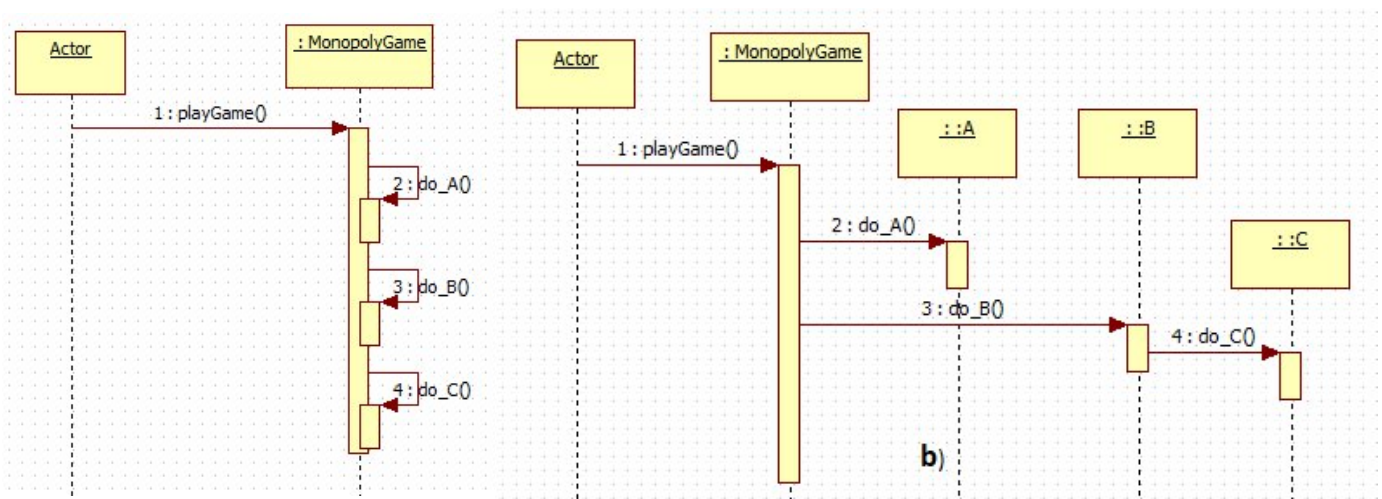 Actor
: MonopolyGame
1 : playGame()
2 : do_A()
3 : do_B()
4 : do_C()
Actor
: MonopolyGame
: :A
: :B
1 : playGame()
2 : do_A()
: :C
3 : do_B()
4 : do_C()
b)